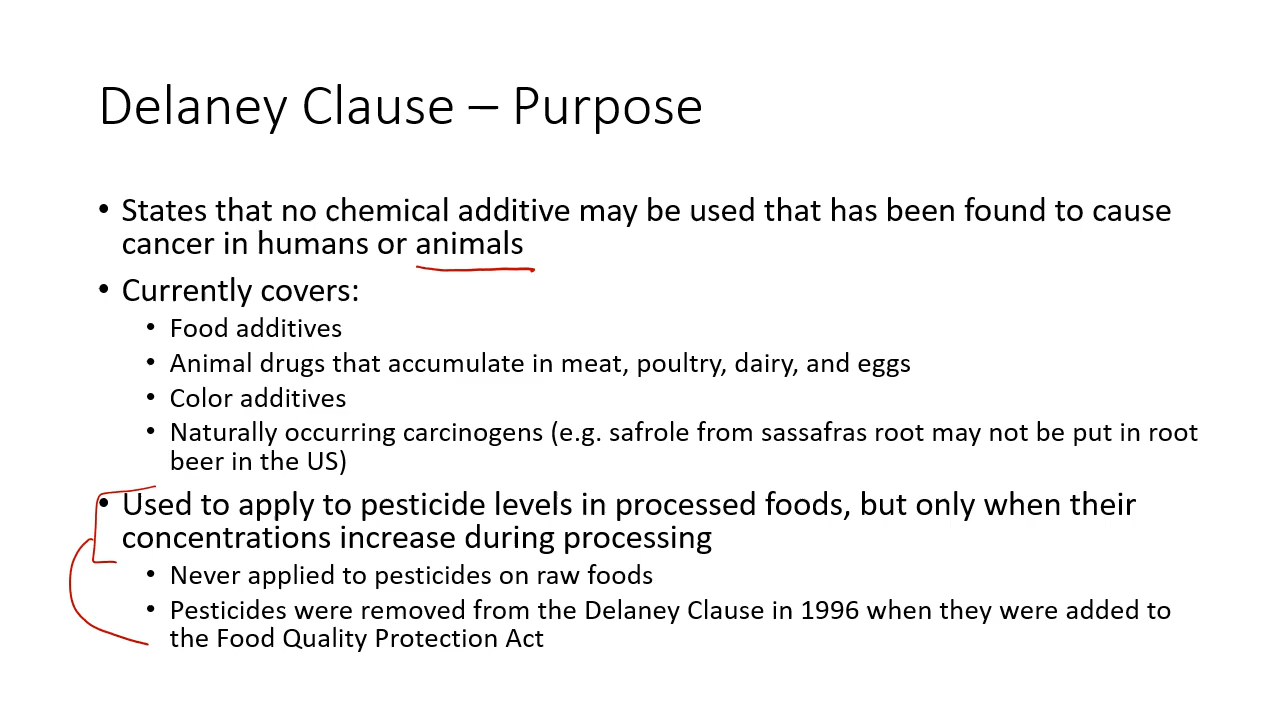 Delaney Clause – Purpose
• States that no chemical additive may be used that has been found to cause
cancer in humans or animals
• Currently covers:
• Food additives
• Animal drugs that accumulate in meat, poultry, dairy, and eggs
• Color additives
• Naturally occurring carcinogens (e.g. safrole from sassafras root may not be put in root
beer in the US)
• Used to apply to pesticide levels in processed foods, but only when their
concentrations increase during processing
• Never applied to pesticides on raw foods
• Pesticides were removed from the Delaney Clause in 1996 when they were added to
the Food Quality Protection Act